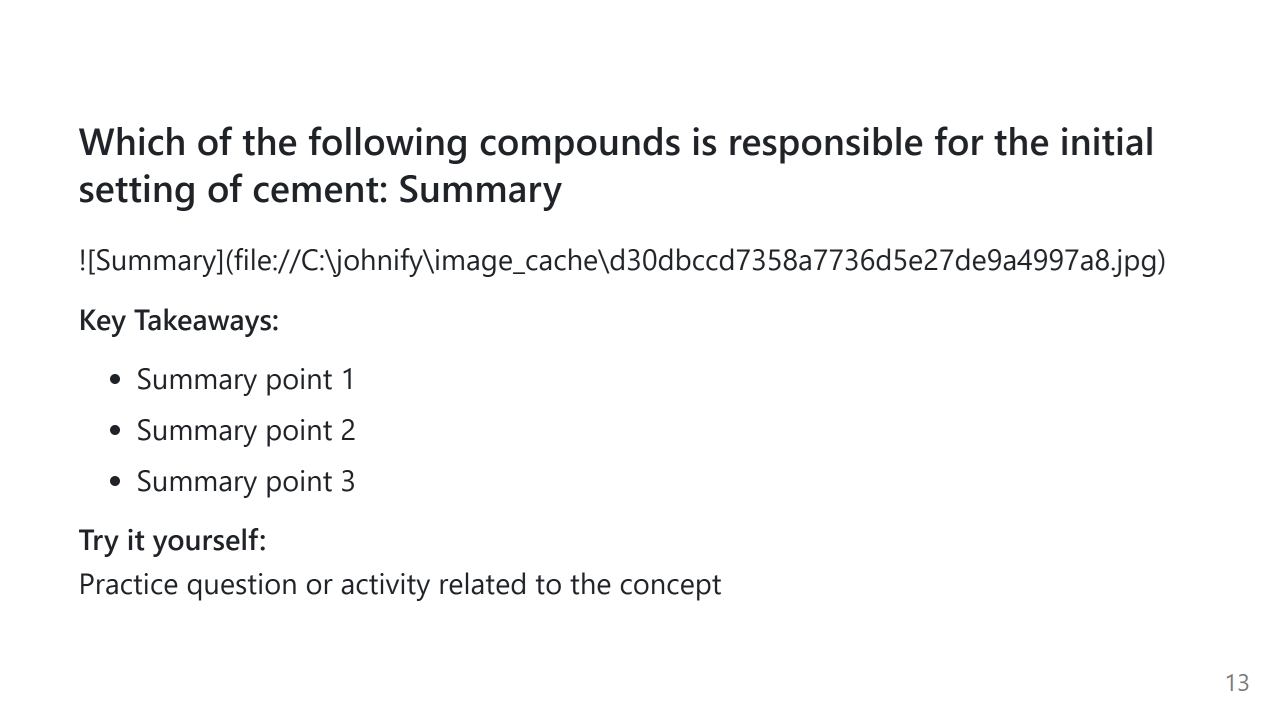 Which of the following compounds is responsible for the initial
setting of cement: Summary
![Summary](file://C:\johnify\image_cache\d30dbccd7358a7736d5e27de9a4997a8.jpg)
Key Takeaways:
• Summary point 1
• Summary point 2
• Summary point 3
Try it yourself:
Practice question or activity related to the concept
13